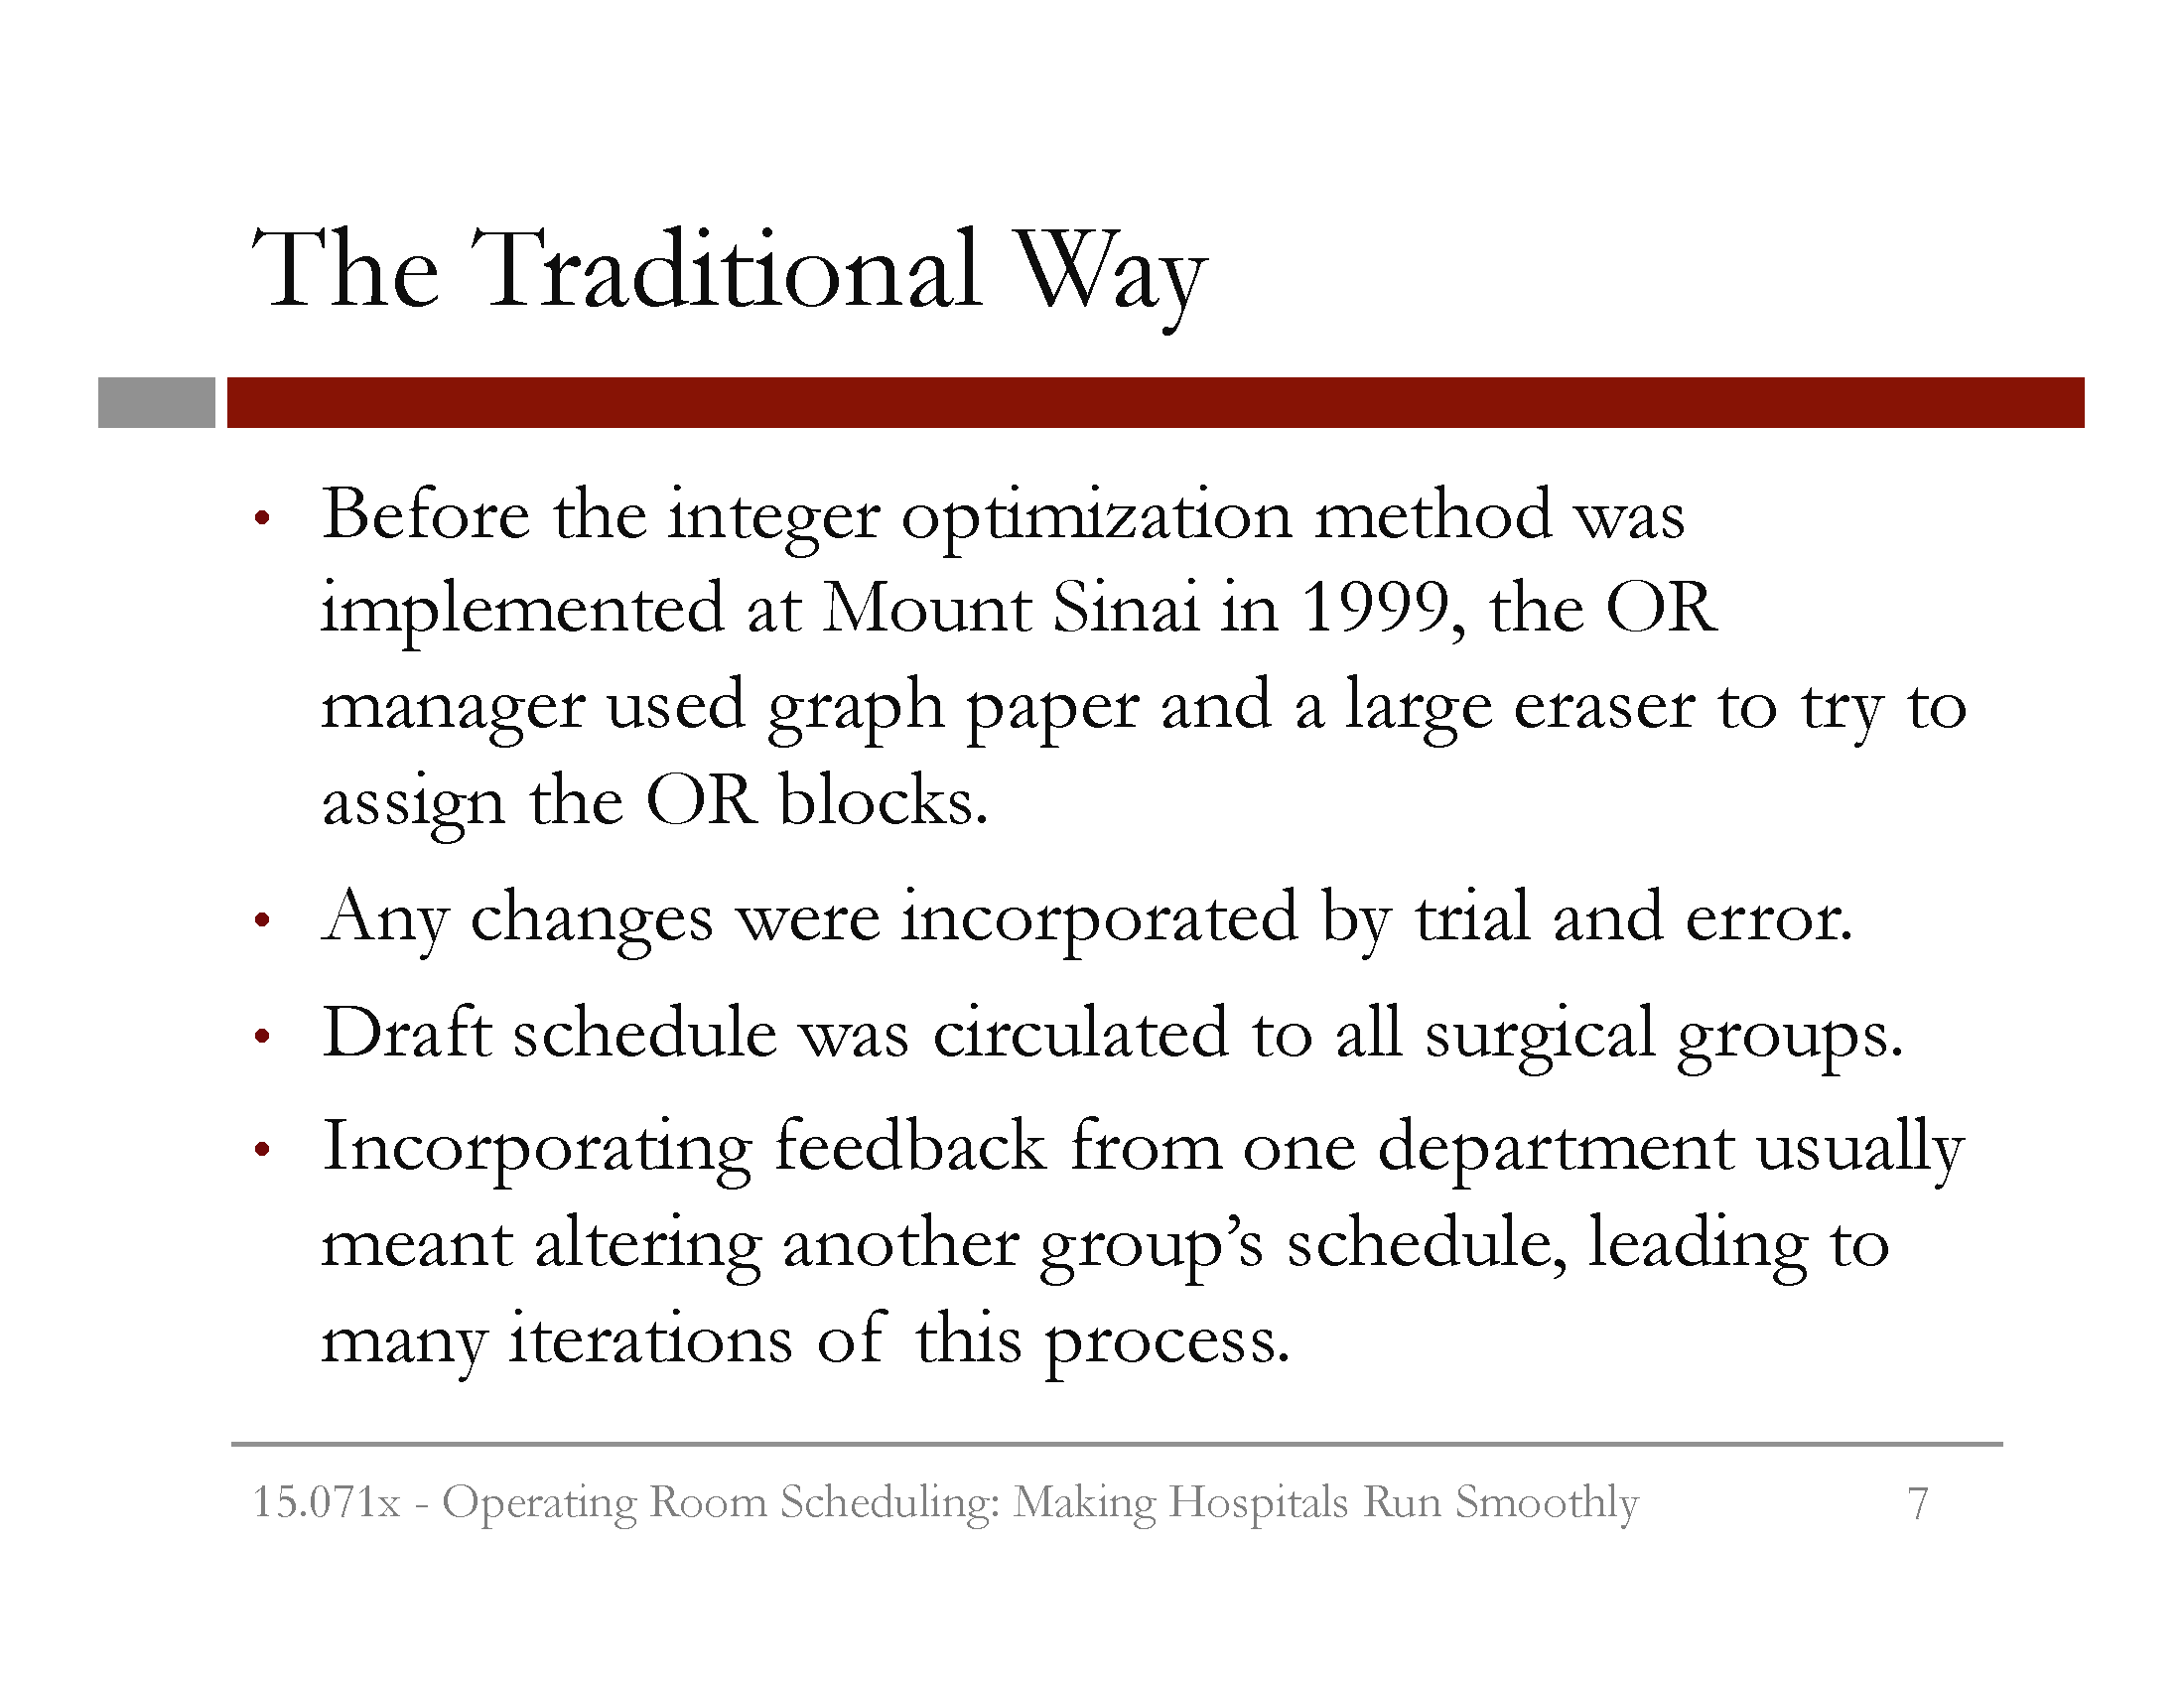 The Traditional Way
• Before the integer optimization method was
implemented at Mount Sinai in 1999, the OR
manager used graph paper and a large eraser to try to
assign the OR blocks.
• Any changes were incorporated by trial and error.
• Draft schedule was circulated to all surgical groups.
• Incorporating feedback from one department usually
meant altering another group’s schedule, leading to
many iterations of this process.
15.071x - Operating Room Scheduling: Making Hospitals Run Smoothly 7